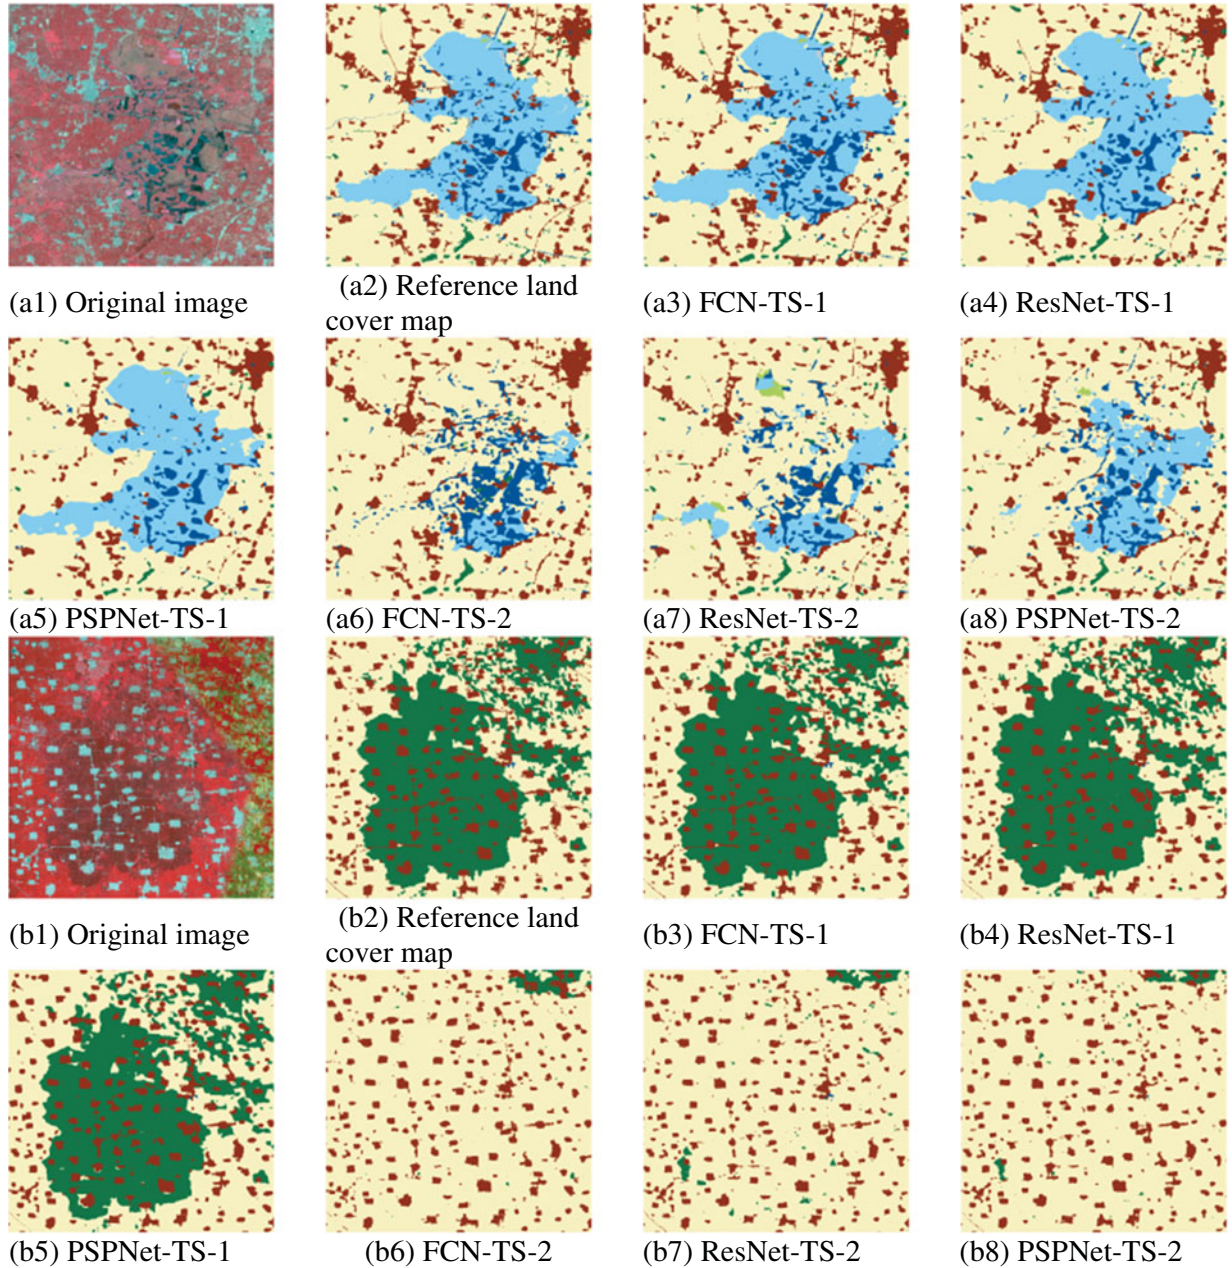 (a1) Original image
(a2) Reference land
cover map
(a3) FCN-TS-1
(a4) ResNet-TS-1
(a5) PSPNet-TS-1
(a6) FCN-TS-2
(a7) ResNet-TS-2
(a8) PSPNet-TS-2
(b1) Original image
(b2) Reference land
cover map
(b3) FCN-TS-1
(b4) ResNet-TS-1
(b5) PSPNet-TS-1
(b6) FCN-TS-2
(b7) ResNet-TS-2
(b8) PSPNet-TS-2